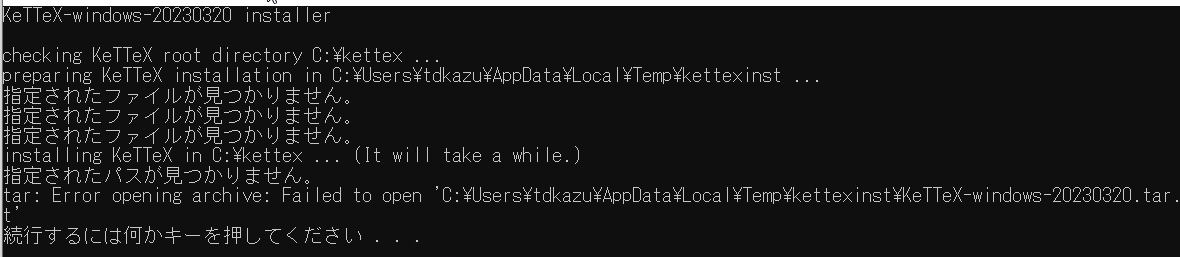 KeTTeX-windows-20230320 installer
checking KeTTeX root directory C:¥kettex ...
preparing KeTTeX installation in C:¥Users¥tdkazu¥AppData¥Local¥Temp¥kettexinst ...
指定されたファイルが見つかりません。
指定されたファイルが見つかりません。
指定されたファイルが見つかりません。
installing KeTTeX in C:¥kettex ... (It will take a while.)
指定されたパスが見つかりません。
tar: Error opening archive: Failed to open 'C:¥Users¥tdkazu¥AppData¥Local¥Temp¥kettexinst¥KeTTeX-windows-20230320.tar.
t'
続行するには何かキーを押してください . . .